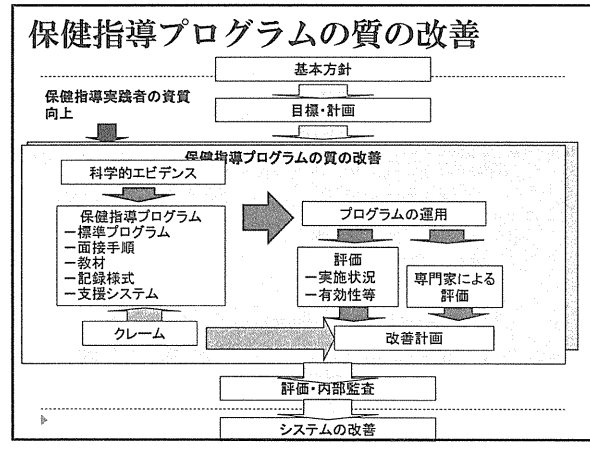 保健指導プログラムの質の改善
基本方針
保健指導実践者の資質
向上
目標・計画
保健指導プログラムの質の改善
科学的エビデンス
保健指導プログラム
ー標準プログラム
ー面接手順
ー教材
ー記録様式
ー支援システム
プログラムの運用
評価
ー実施状況
ー有効性等
専門家による
評価
クレーム
改善計画
評価・内部監査
システムの改善